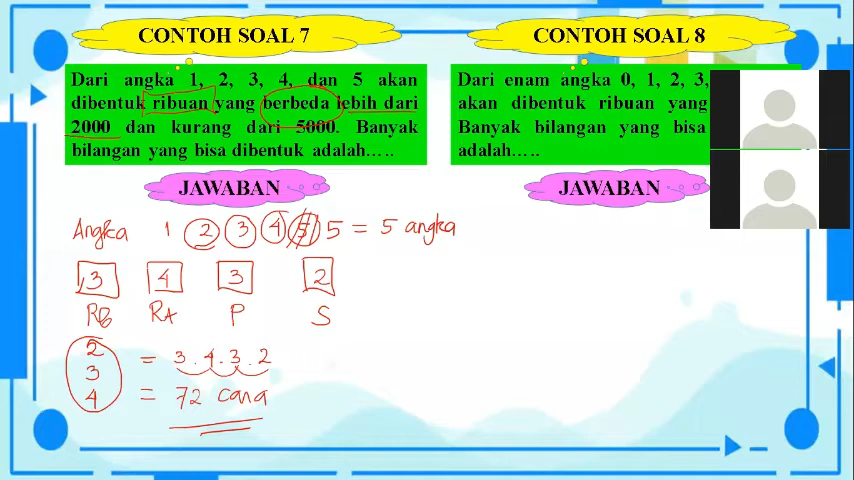 CONTOH SOAL 7
Dari angka 1, 2, 3, 4, dan 5 akan
dibentuk ribuan yang berbeda lebih dari
2000 dan kurang dari 5000. Banyak
bilangan yang bisa dibentuk adalah…..
JAWABAN
Angka 1 2 3 4 5 5 = 5 angka
3 4 3 2
RB RA P S
2
3
4
= 3 . 4 . 3 . 2
= 72 cara
CONTOH SOAL 8
Dari enam angka 0, 1, 2, 3,
akan dibentuk ribuan yang
Banyak bilangan yang bisa
adalah…..
JAWABAN